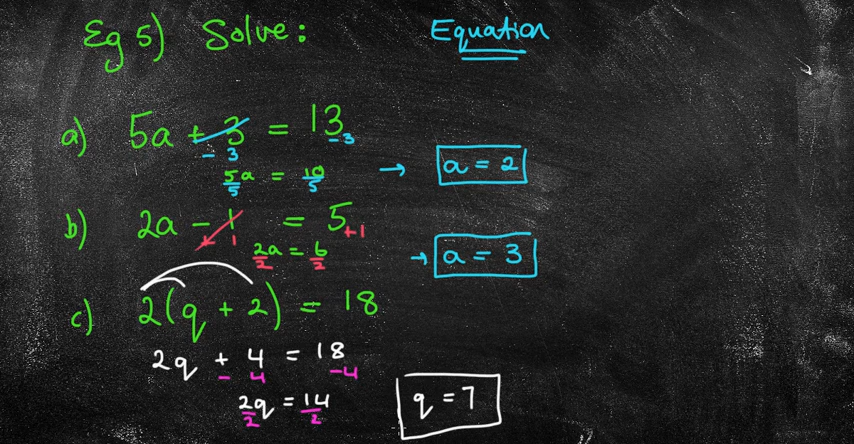 Eg 5) Solve: Equation
a) 5a + 3 = 13
- 3 -3
5a/5 = 10/5 → a = 2
b) 2a - 1 = 5
+ 1 +1
2a/2 = 6/2 → a = 3
c) 2(q + 2) = 18
2q + 4 = 18
- 4 -4
2q/2 = 14/2 q = 7